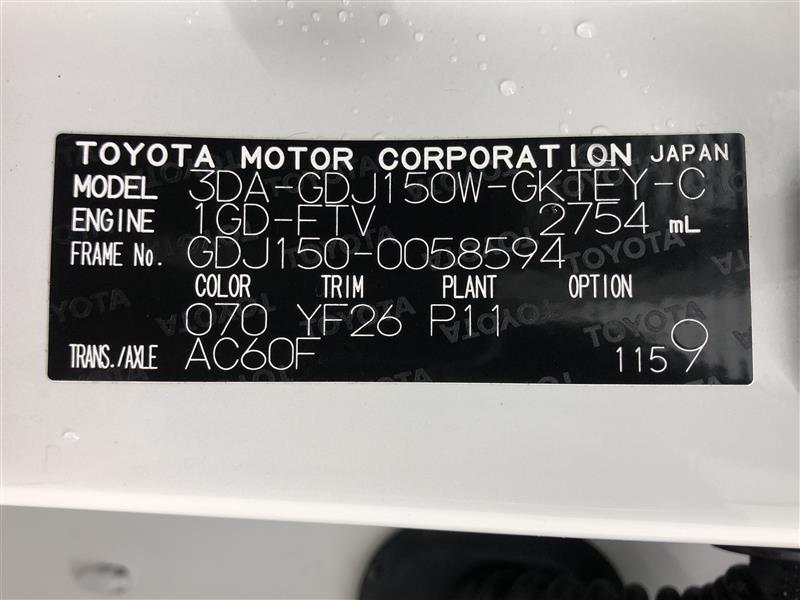 TOYOTA MOTOR CORPORATION JAPAN
MODEL 3DA-GDJ150W-GKTEY-C
ENGINE 1GD-FTV 2754 mL
FRAME No. GDJ150-0058594
COLOR TRIM PLANT OPTION
070 YF26 P11
TRANS./AXLE AC60F 1159